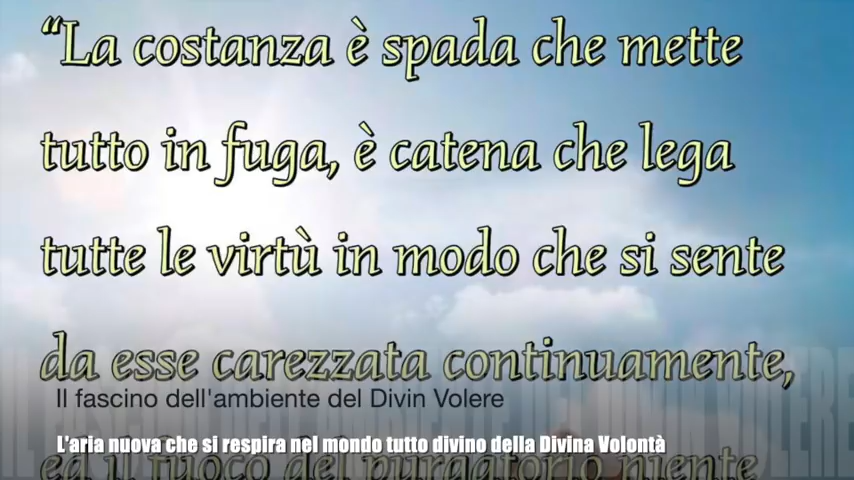 “La costanza è spada che mette
tutto in fuga, è catena che lega
tutte le virtù in modo che si sente
da esse carezzata continuamente,
Il fascino dell'ambiente del Divin Volere
L'aria nuova che si respira nel mondo tutto divino della Divina Volontà
ed il fuoco del purgatorio niente